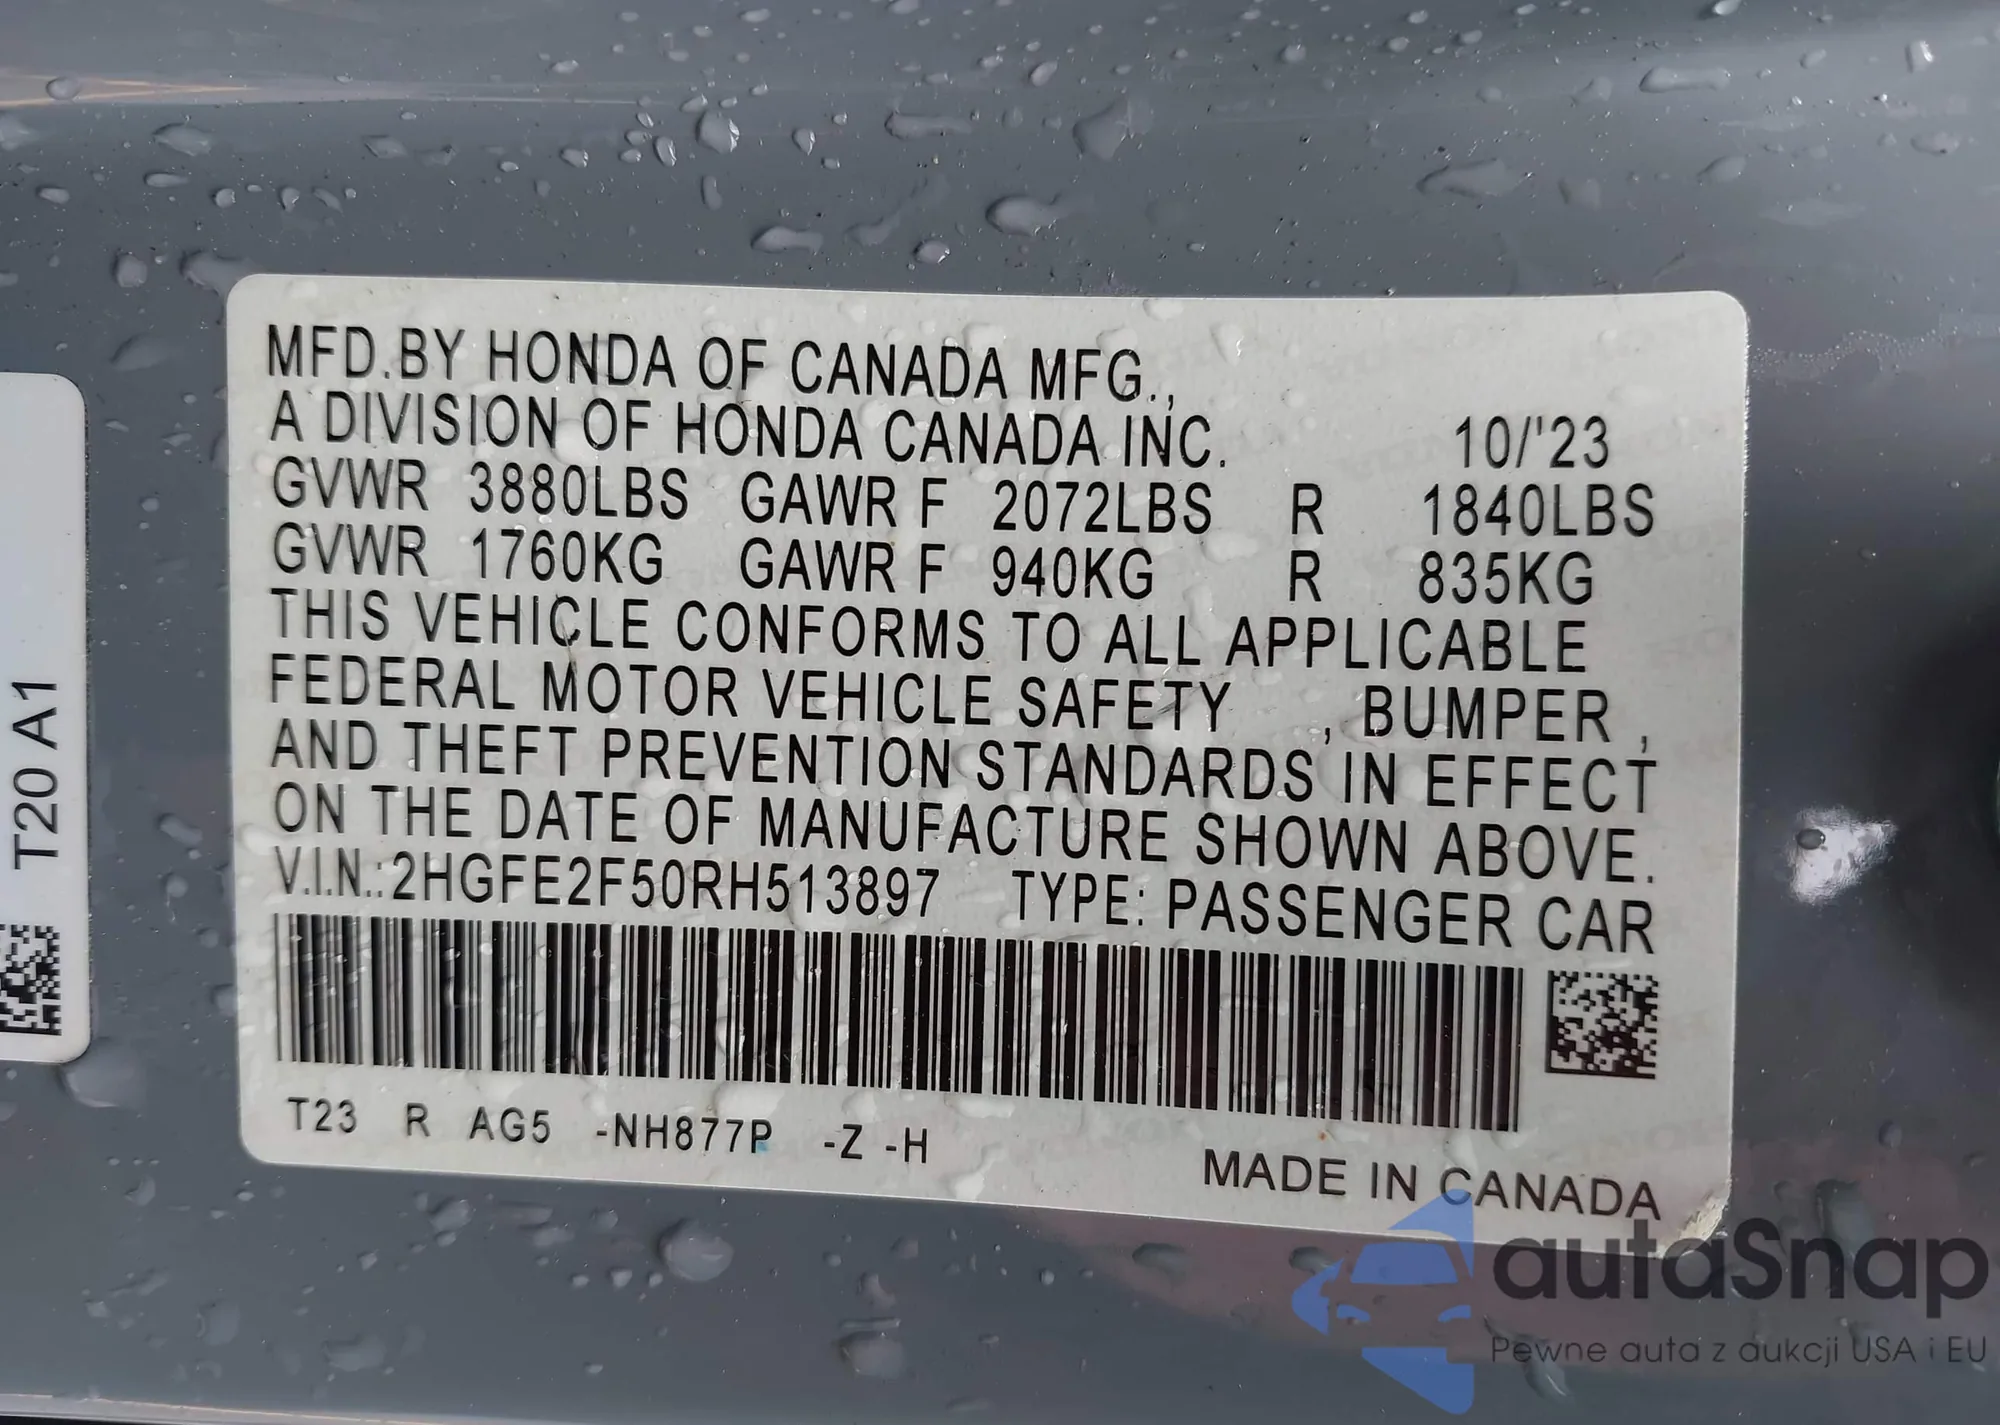 MFD.BY HONDA OF CANADA MFG.,
A DIVISION OF HONDA CANADA INC. 10/'23
GVWR 3880LBS GAWR F 2072LBS R 1840LBS
GVWR 1760KG GAWR F 940KG R 835KG
THIS VEHICLE CONFORMS TO ALL APPLICABLE
FEDERAL MOTOR VEHICLE SAFETY , BUMPER ,
AND THEFT PREVENTION STANDARDS IN EFFECT
ON THE DATE OF MANUFACTURE SHOWN ABOVE.
V.I.N.:2HGFE2F50RH513897 TYPE: PASSENGER CAR
T23 R AG5 -NH877P -Z -H
MADE IN CANADA
T20 A1
autaSnap
Pewne auta z aukcji USA i EU